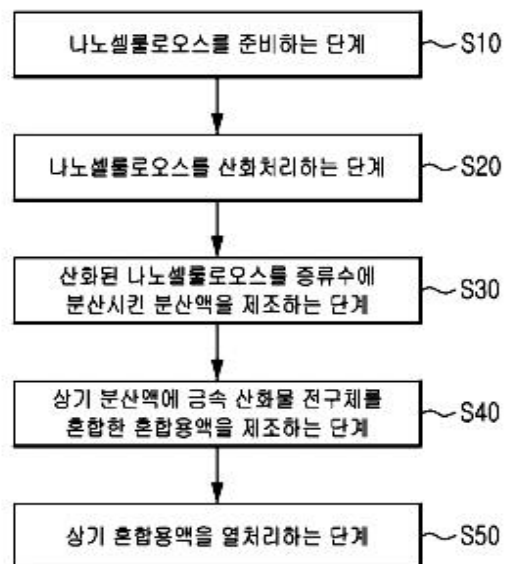 나노셀룰로오스를 준비하는 단계 S10
나노셀룰로오스를 산화처리하는 단계 S20
산화된 나노셀룰로오스를 증류수에
분산시킨 분산액을 제조하는 단계 S30
상기 분산액에 금속 산화물 전구체를
혼합한 혼합용액을 제조하는 단계 S40
상기 혼합용액을 열처리하는 단계 S50